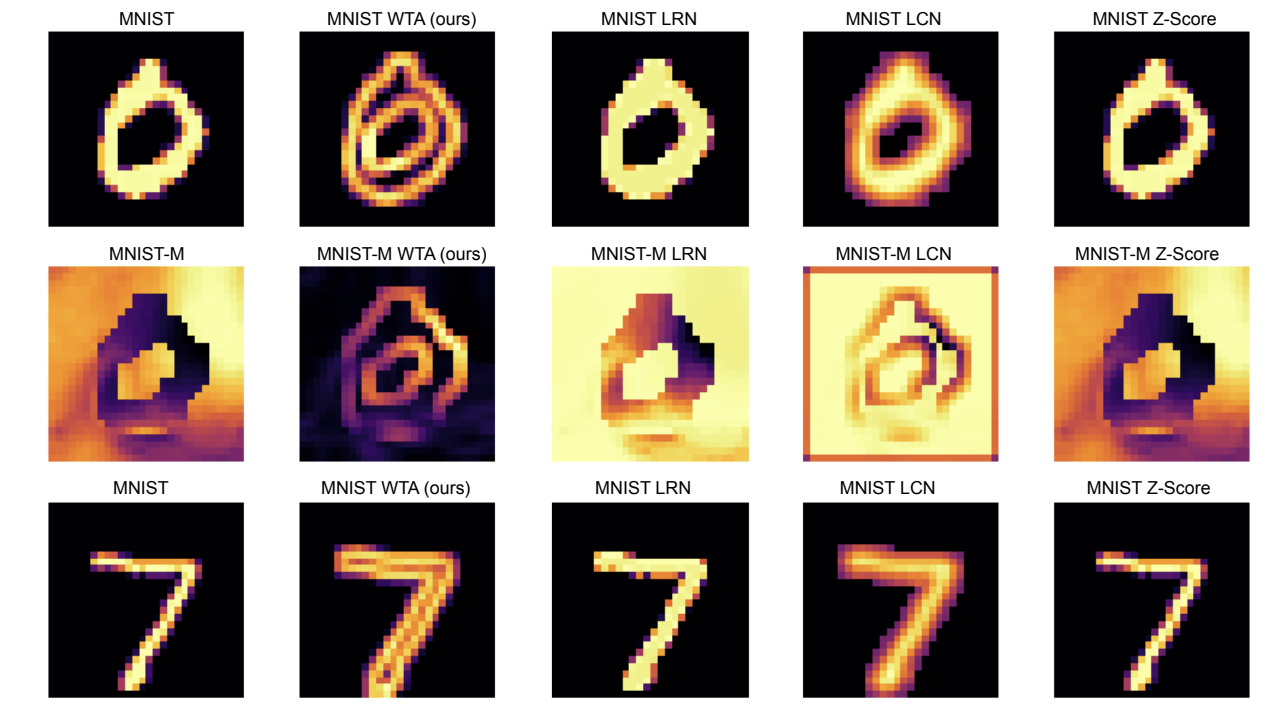 MNIST
MNIST WTA (ours)
MNIST LRN
MNIST LCN
MNIST Z-Score
MNIST-M
MNIST-M WTA (ours)
MNIST-M LRN
MNIST-M LCN
MNIST-M Z-Score
MNIST
MNIST WTA (ours)
MNIST LRN
MNIST LCN
MNIST Z-Score